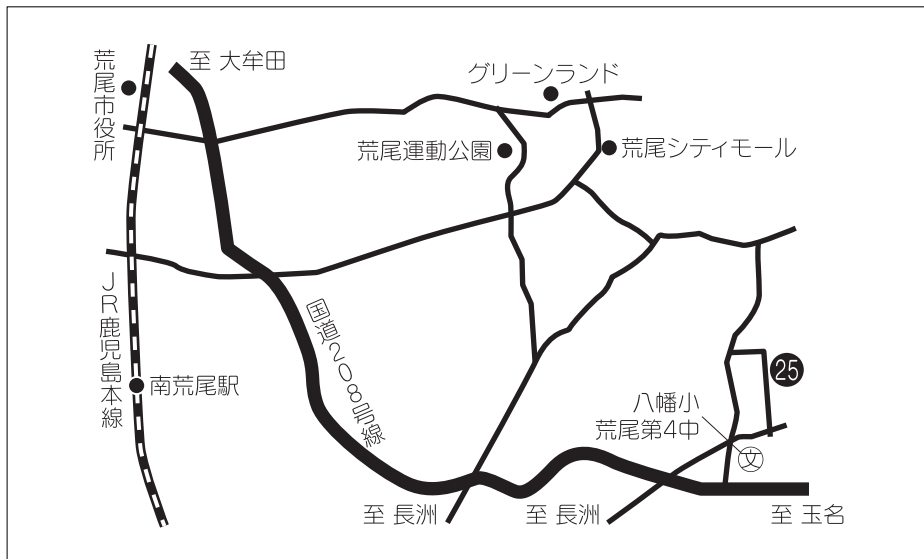 至 大牟田
荒尾市役所
グリーンランド
荒尾運動公園
荒尾シティモール
JR鹿児島本線
国道208号線
南荒尾駅
25
八幡小
荒尾第4中
文
至 長洲
至 長洲
至 玉名